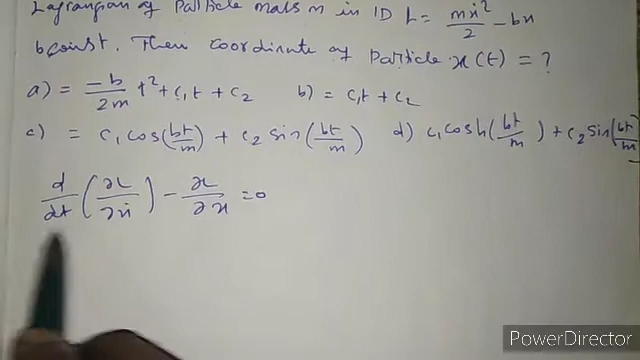 Lagrangian of Particle mass m in 1D L = mẋ²/2 - bx
b const. Then coordinate of Particle x(t) = ?
a) = -b/2m t² + c₁t + c₂ b) = c₁t + c₂
c) = c₁ cos(bt/m) + c₂ sin(bt/m) d) c₁ cosh(bt/m) + c₂ sin(bt/m)
d/dt (∂L/∂ẋ) - ∂L/∂x = 0
PowerDirector